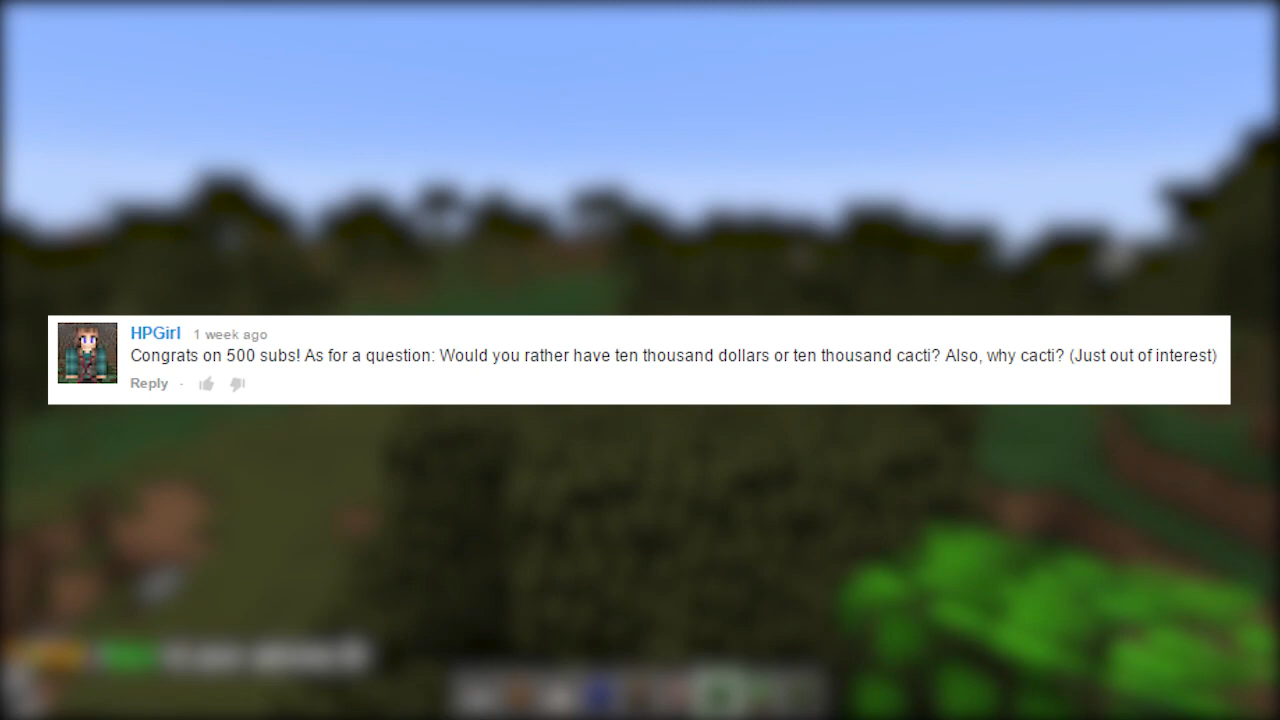 HPGirl 1 week ago
Congrats on 500 subs! As for a question: Would you rather have ten thousand dollars or ten thousand cacti? Also, why cacti? (Just out of interest)
Reply ·